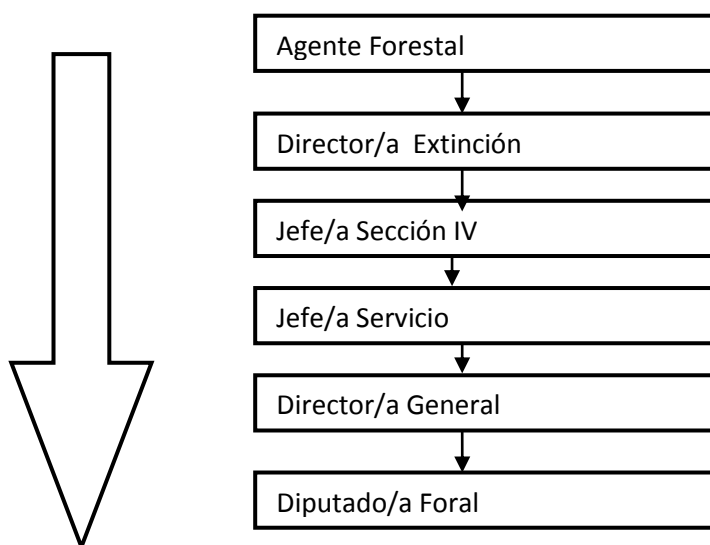 Agente Forestal
Director/a Extinción
Jefe/a Sección IV
Jefe/a Servicio
Director/a General
Diputado/a Foral